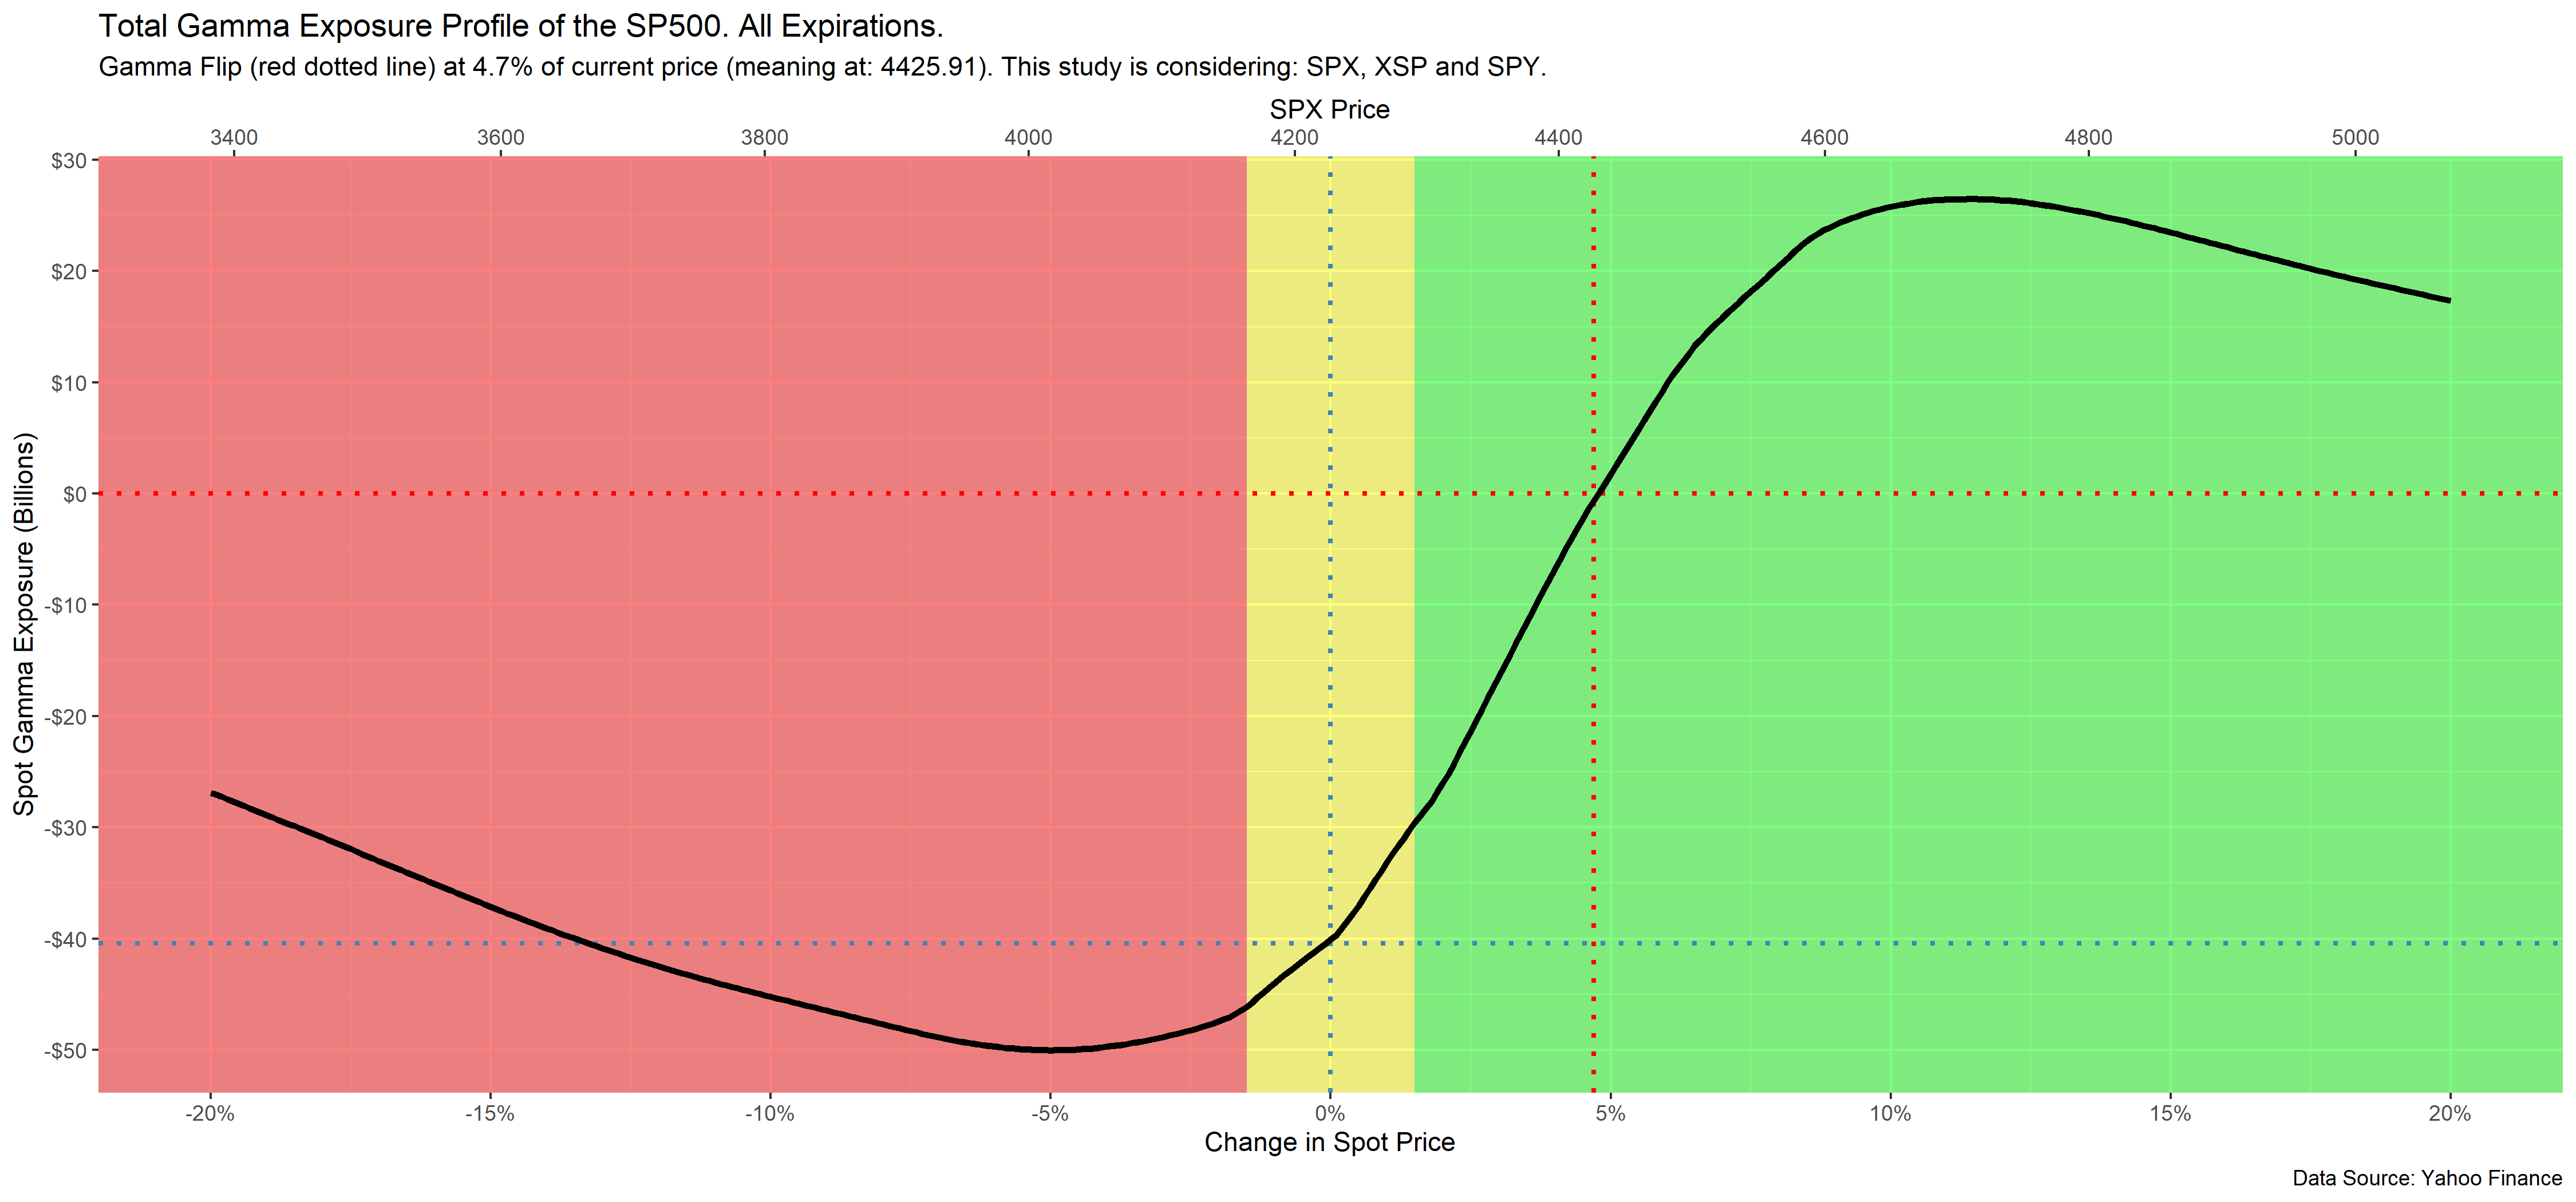 Total Gamma Exposure Profile of the SP500. All Expirations.
Gamma Flip (red dotted line) at 4.7% of current price (meaning at: 4425.91). This study is considering: SPX, XSP and SPY.
SPX Price
3400 3600 3800 4000 4200 4400 4600 4800 5000
Spot Gamma Exposure (Billions)
$30
$20
$10
$0
-$10
-$20
-$30
-$40
-$50
-20% -15% -10% -5% 0% 5% 10% 15% 20%
Change in Spot Price
Data Source: Yahoo Finance